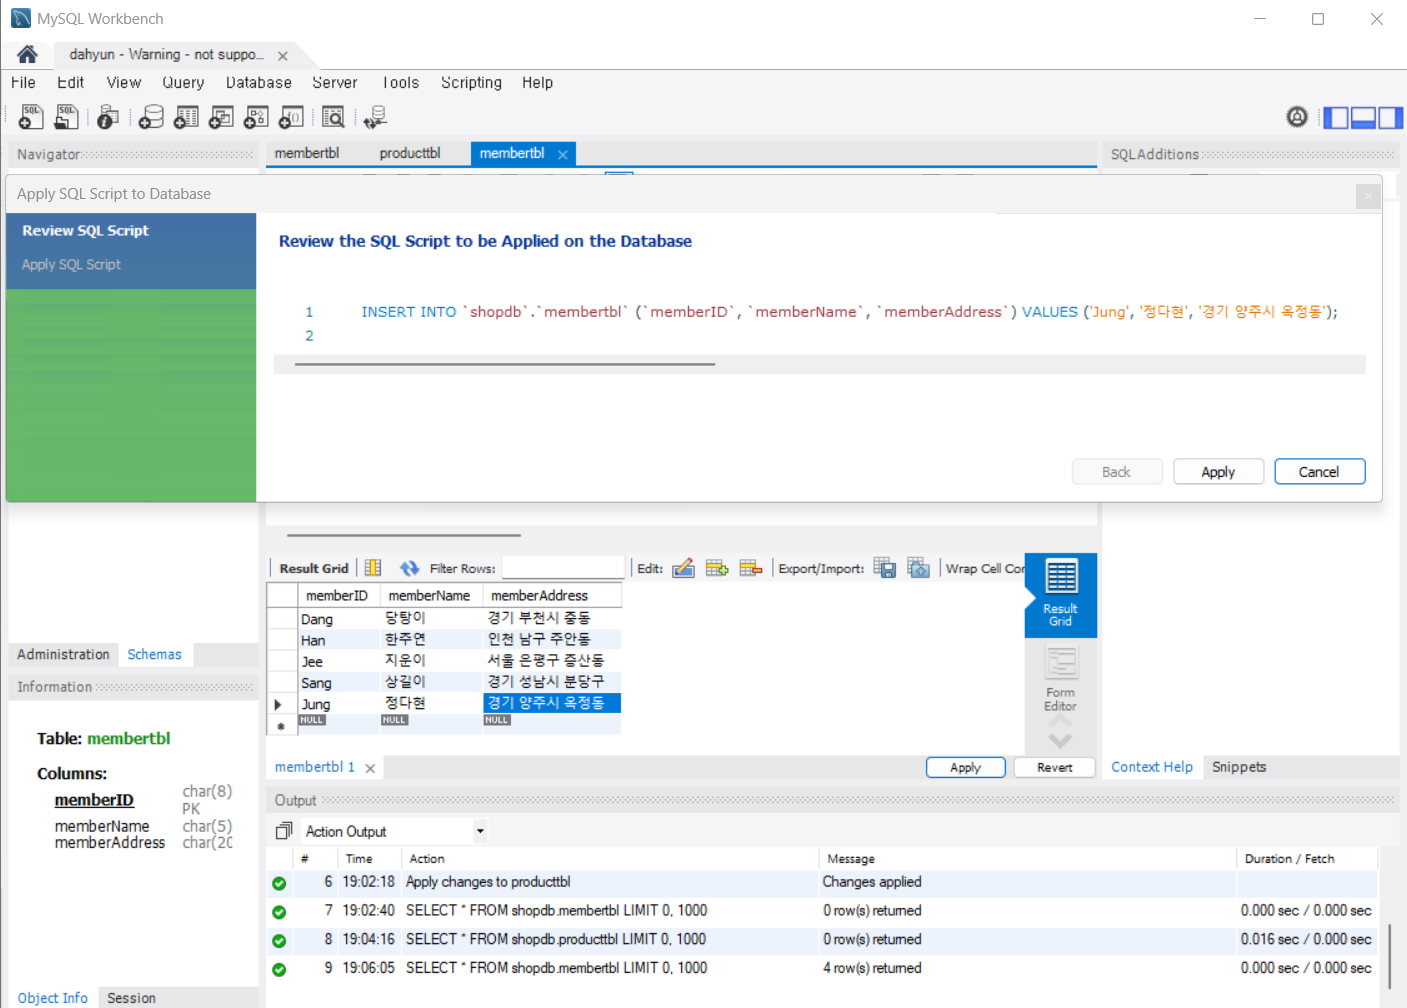 MySQL Workbench
dahyun - Warning - not suppo...
File Edit View Query Database Server Tools Scripting Help
Navigator
membertbl producttbl membertbl
SQLAdditions
Apply SQL Script to Database
Review SQL Script
Apply SQL Script
Review the SQL Script to be Applied on the Database
1 INSERT INTO `shopdb`.`membertbl` (`memberID`, `memberName`, `memberAddress`) VALUES ('Jung', '정다현', '경기 양주시 옥정동');
2
Back Apply Cancel
Result Grid Filter Rows: Edit: Export/Import: Wrap Cell Cor
memberID memberName memberAddress
Dang 당탕이 경기 부천시 중동
Han 한주연 인천 남구 주안동
Jee 지운이 서울 은평구 증산동
Sang 상길이 경기 성남시 분당구
Jung 정다현 경기 양주시 옥정동
NULL NULL NULL
Result
Grid
Form
Editor
Administration Schemas
Information
Table: membertbl
Columns:
memberID char(8)
PK
memberName char(5)
memberAddress char(20
Object Info Session
membertbl 1
Apply Revert
Context Help Snippets
Output
Action Output
# Time Action Message Duration / Fetch
6 19:02:18 Apply changes to producttbl Changes applied
7 19:02:40 SELECT * FROM shopdb.membertbl LIMIT 0, 1000 0 row(s) returned 0.000 sec / 0.000 sec
8 19:04:16 SELECT * FROM shopdb.producttbl LIMIT 0, 1000 0 row(s) returned 0.016 sec / 0.000 sec
9 19:06:05 SELECT * FROM shopdb.membertbl LIMIT 0, 1000 4 row(s) returned 0.000 sec / 0.000 sec